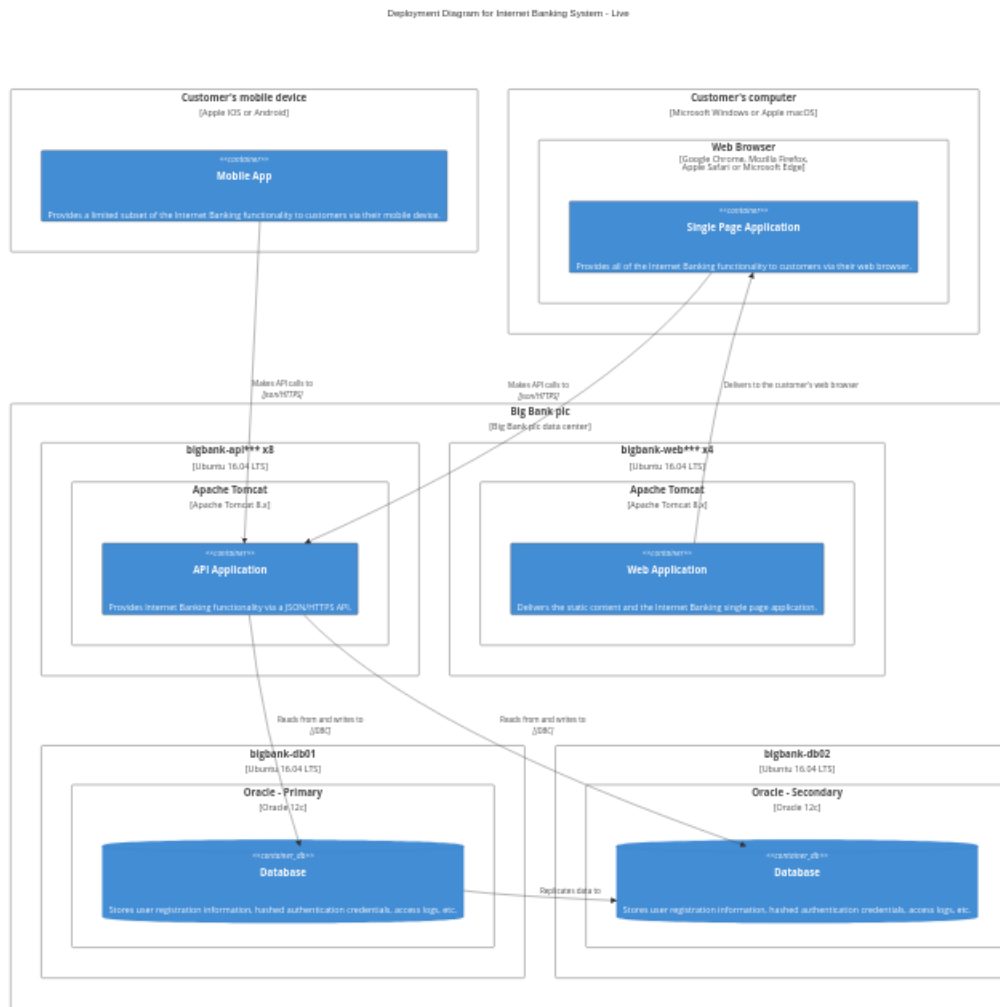 Deployment Diagram for Internet Banking System - Live
Customer's mobile device
[Apple IOS or Android]
<<container>>
Mobile App
Provides a limited subset of the Internet Banking functionality to customers via their mobile device.
Customer's computer
[Microsoft Windows or Apple macOS]
Web Browser
[Google Chrome, Mozilla Firefox,
Apple Safari or Microsoft Edge]
<<container>>
Single Page Application
Provides all of the Internet Banking functionality to customers via their web browser.
Makes API calls to
[json/HTTPS]
Makes API calls to
[json/HTTPS]
Delivers to the customer's web browser
Big Bank plc
[Big Bank plc data center]
bigbank-api*** x8
[Ubuntu 16.04 LTS]
Apache Tomcat
[Apache Tomcat 8.x]
<<container>>
API Application
Provides Internet Banking functionality via a JSON/HTTPS API.
bigbank-web*** x4
[Ubuntu 16.04 LTS]
Apache Tomcat
[Apache Tomcat 8.x]
<<container>>
Web Application
Delivers the static content and the Internet Banking single page application.
Reads from and writes to
[JDBC]
Reads from and writes to
[JDBC]
bigbank-db01
[Ubuntu 16.04 LTS]
Oracle - Primary
[Oracle 12c]
<<container_db>>
Database
Stores user registration information, hashed authentication credentials, access logs, etc.
Replicates data to
bigbank-db02
[Ubuntu 16.04 LTS]
Oracle - Secondary
[Oracle 12c]
<<container_db>>
Database
Stores user registration information, hashed authentication credentials, access logs, etc.